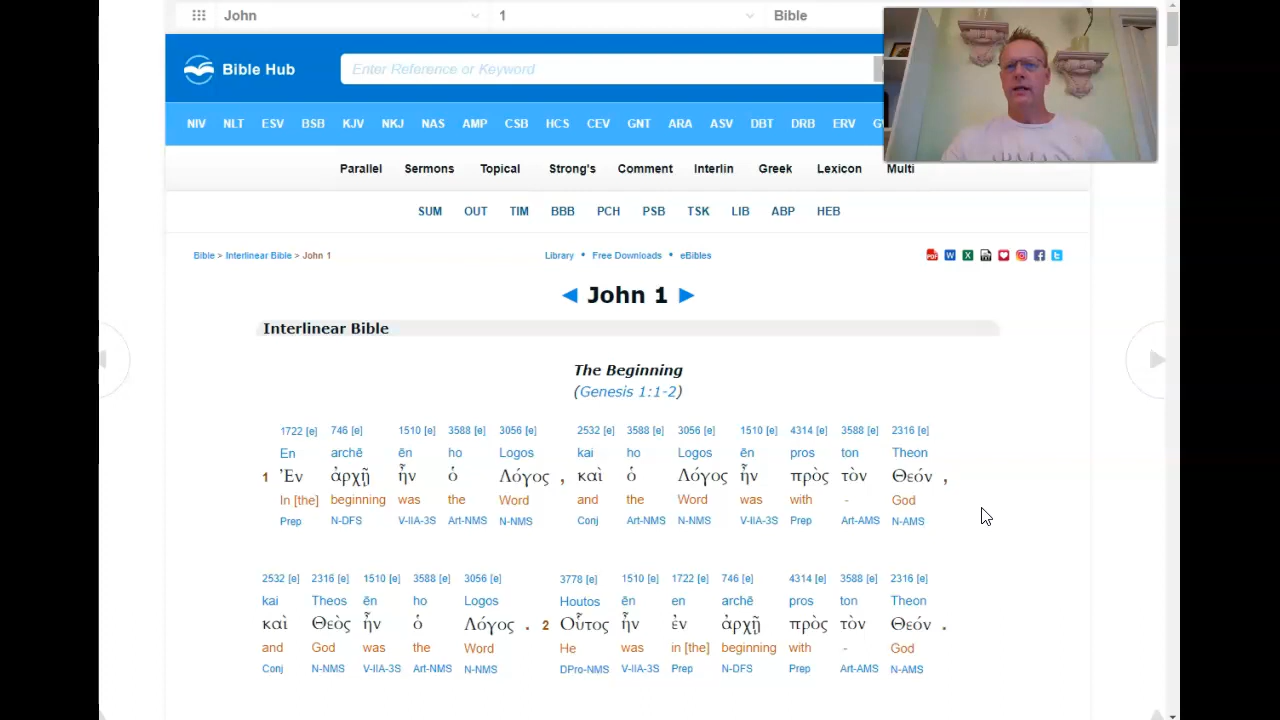 John 1 Bible
Bible Hub Enter Reference or Keyword
NIV NLT ESV BSB KJV NKJ NAS AMP CSB HCS CEV GNT ARA ASV DBT DRB ERV
Parallel Sermons Topical Strong's Comment Interlin Greek Lexicon Multi
SUM OUT TIM BBB PCH PSB TSK LIB ABP HEB
Bible > Interlinear Bible > John 1 Library • Free Downloads • eBibles
◄ John 1 ►
Interlinear Bible
The Beginning
(Genesis 1:1-2)
1722 [e] 746 [e] 1510 [e] 3588 [e] 3056 [e] 2532 [e] 3588 [e] 3056 [e] 1510 [e] 4314 [e] 3588 [e] 2316 [e]
En archē ēn ho Logos kai ho Logos ēn pros ton Theon
1 Ἐν ἀρχῇ ἦν ὁ Λόγος , καὶ ὁ Λόγος ἦν πρὸς τὸν Θεόν ,
In [the] beginning was the Word and the Word was with - God
Prep N-DFS V-IIA-3S Art-NMS N-NMS Conj Art-NMS N-NMS V-IIA-3S Prep Art-AMS N-AMS
2532 [e] 2316 [e] 1510 [e] 3588 [e] 3056 [e] 3778 [e] 1510 [e] 1722 [e] 746 [e] 4314 [e] 3588 [e] 2316 [e]
kai Theos ēn ho Logos Houtos ēn en archē pros ton Theon
καὶ Θεὸς ἦν ὁ Λόγος . 2 Οὗτος ἦν ἐν ἀρχῇ πρὸς τὸν Θεόν .
and God was the Word He was in [the] beginning with - God
Conj N-NMS V-IIA-3S Art-NMS N-NMS DPro-NMS V-IIA-3S Prep N-DFS Prep Art-AMS N-AMS